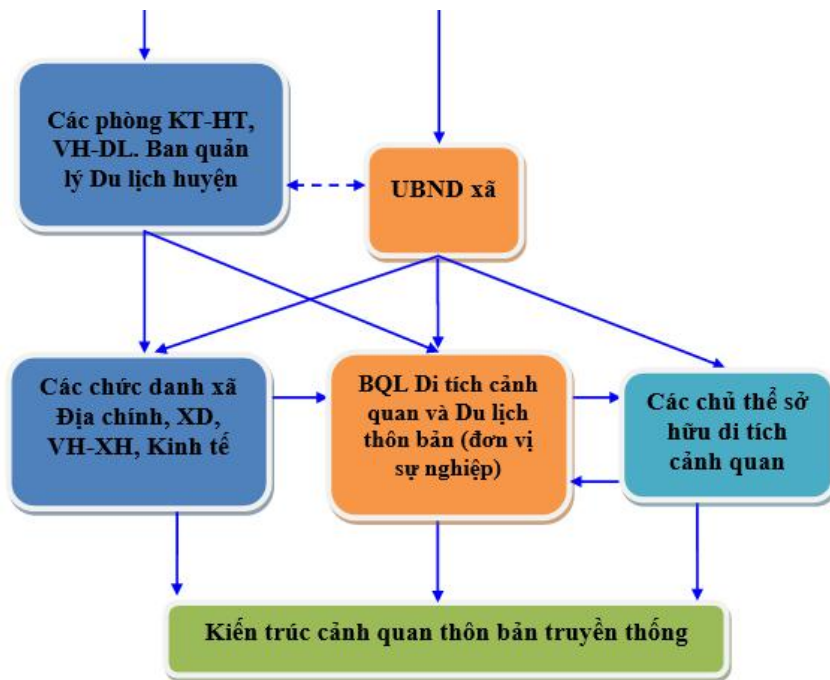 Các phòng KT-HT,
VH-DL. Ban quản
lý Du lịch huyện
UBND xã
Các chức danh xã
Địa chính, XD,
VH-XH, Kinh tế
BQL Di tích cảnh
quan và Du lịch
thôn bản (đơn vị
sự nghiệp)
Các chủ thể sở
hữu di tích
cảnh quan
Kiến trúc cảnh quan thôn bản truyền thống